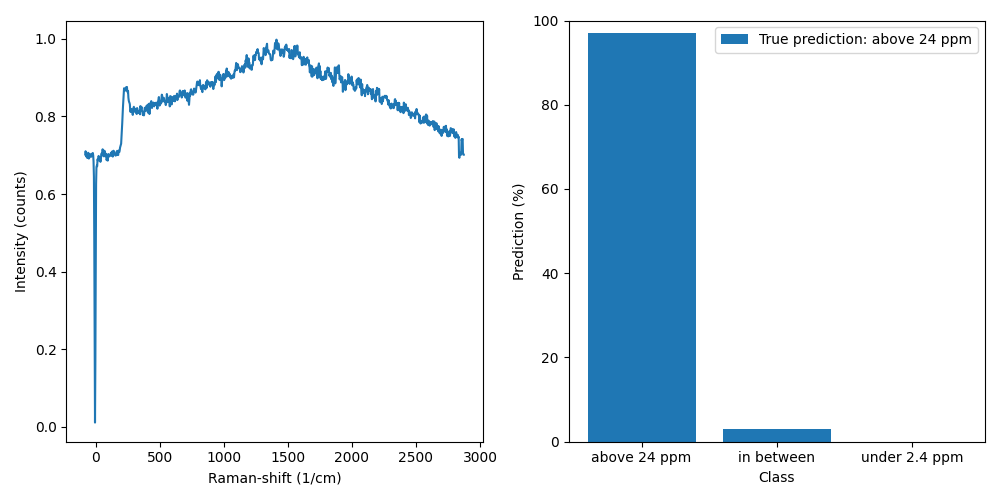 1.0
0.8
0.6
0.4
0.2
0.0
Intensity (counts)
0 500 1000 1500 2000 2500 3000
Raman-shift (1/cm)
100
80
60
40
20
0
Prediction (%)
True prediction: above 24 ppm
above 24 ppm in between under 2.4 ppm
Class